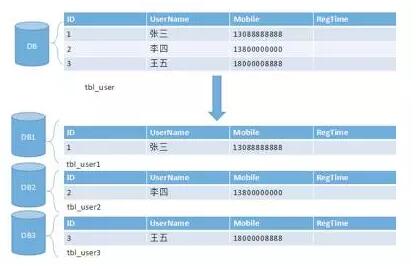 DB
ID UserName Mobile RegTime
1 张三 13088888888
2 李四 13800000000
3 王五 18000008888
tbl_user
DB1
ID UserName Mobile RegTime
1 张三 13088888888
tbl_user1
DB2
ID UserName Mobile RegTime
2 李四 13800000000
tbl_user2
DB3
ID UserName Mobile RegTime
3 王五 18000008888
tbl_user3